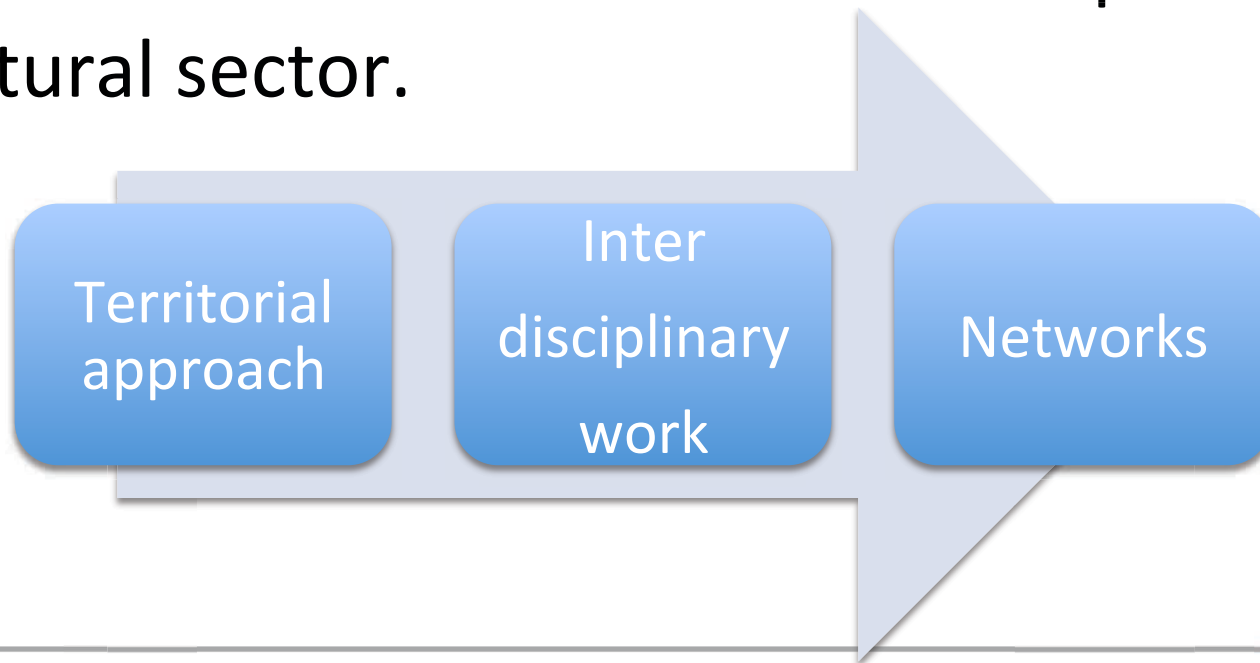 tural sector.
Territorial
approach
Inter
disciplinary
work
Networks